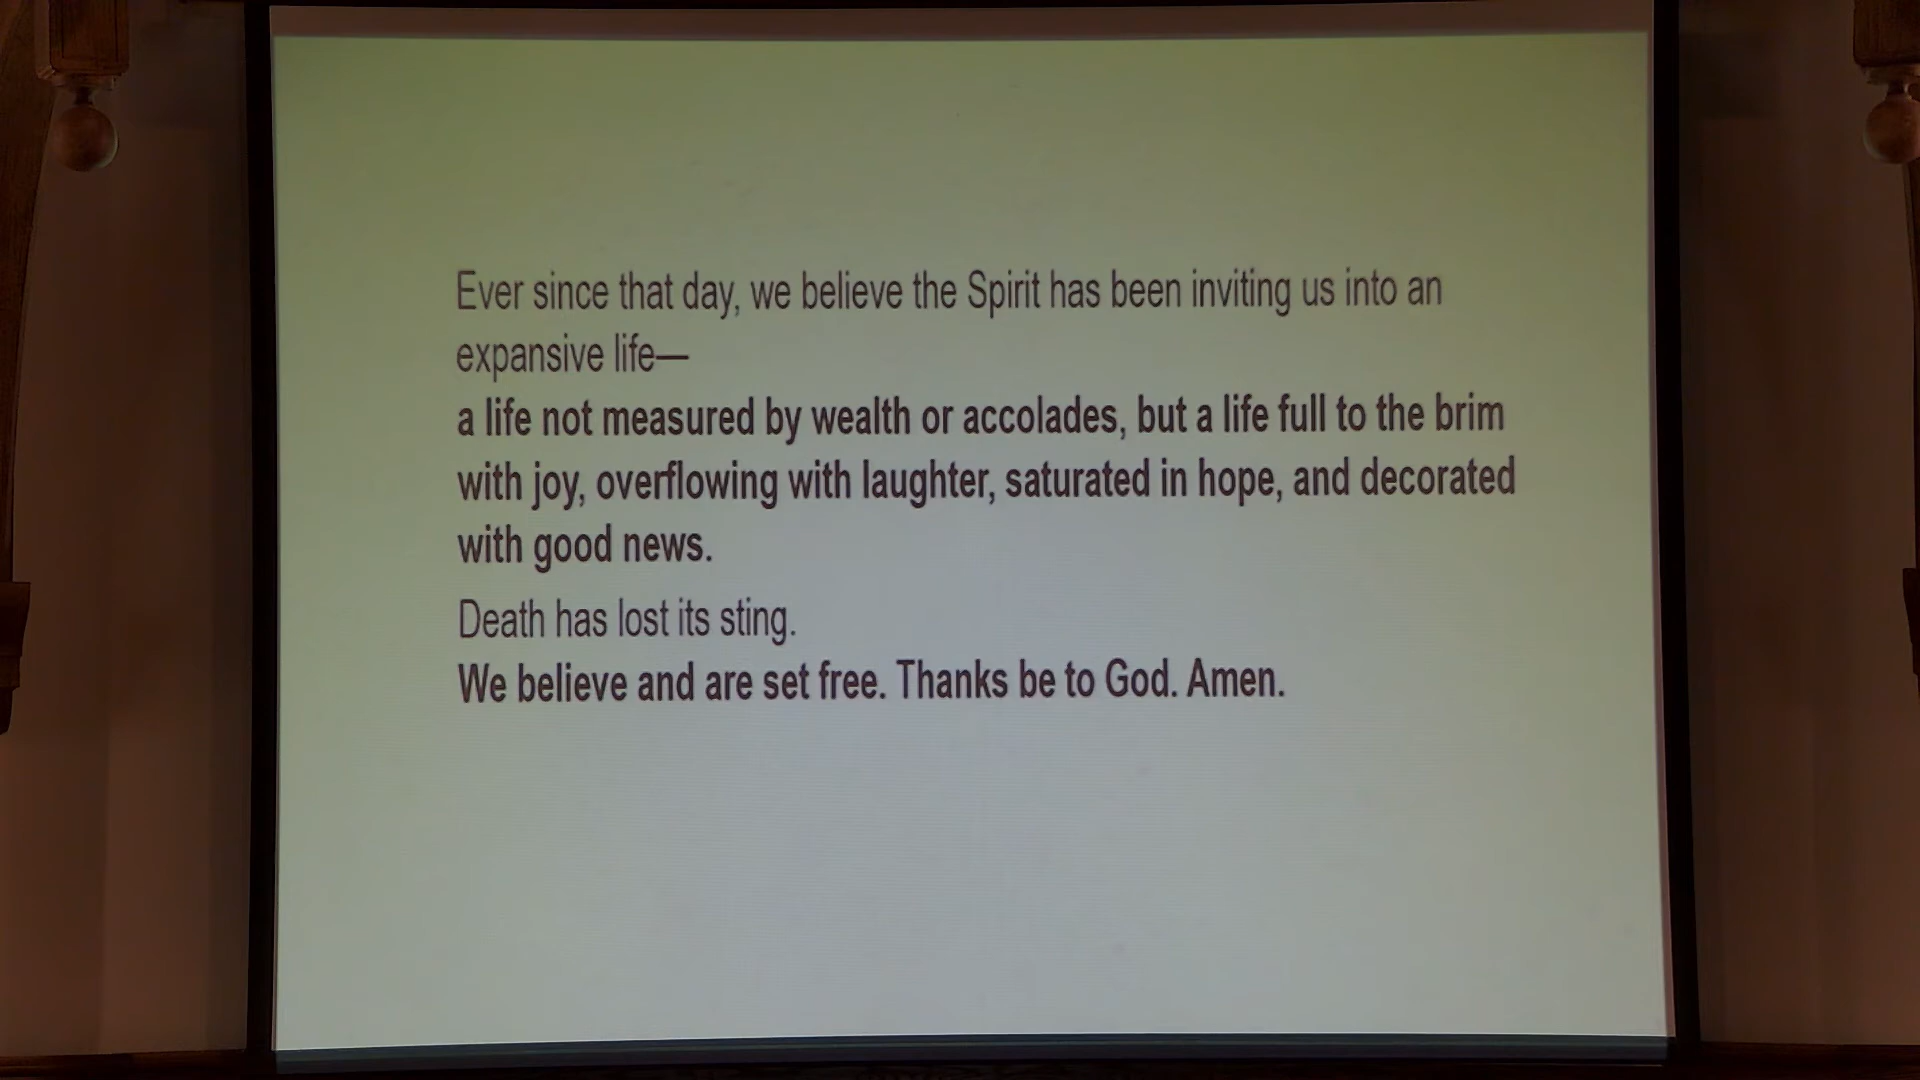 Ever since that day, we believe the Spirit has been inviting us into an
expansive life—
a life not measured by wealth or accolades, but a life full to the brim
with joy, overflowing with laughter, saturated in hope, and decorated
with good news.
Death has lost its sting.
We believe and are set free. Thanks be to God. Amen.